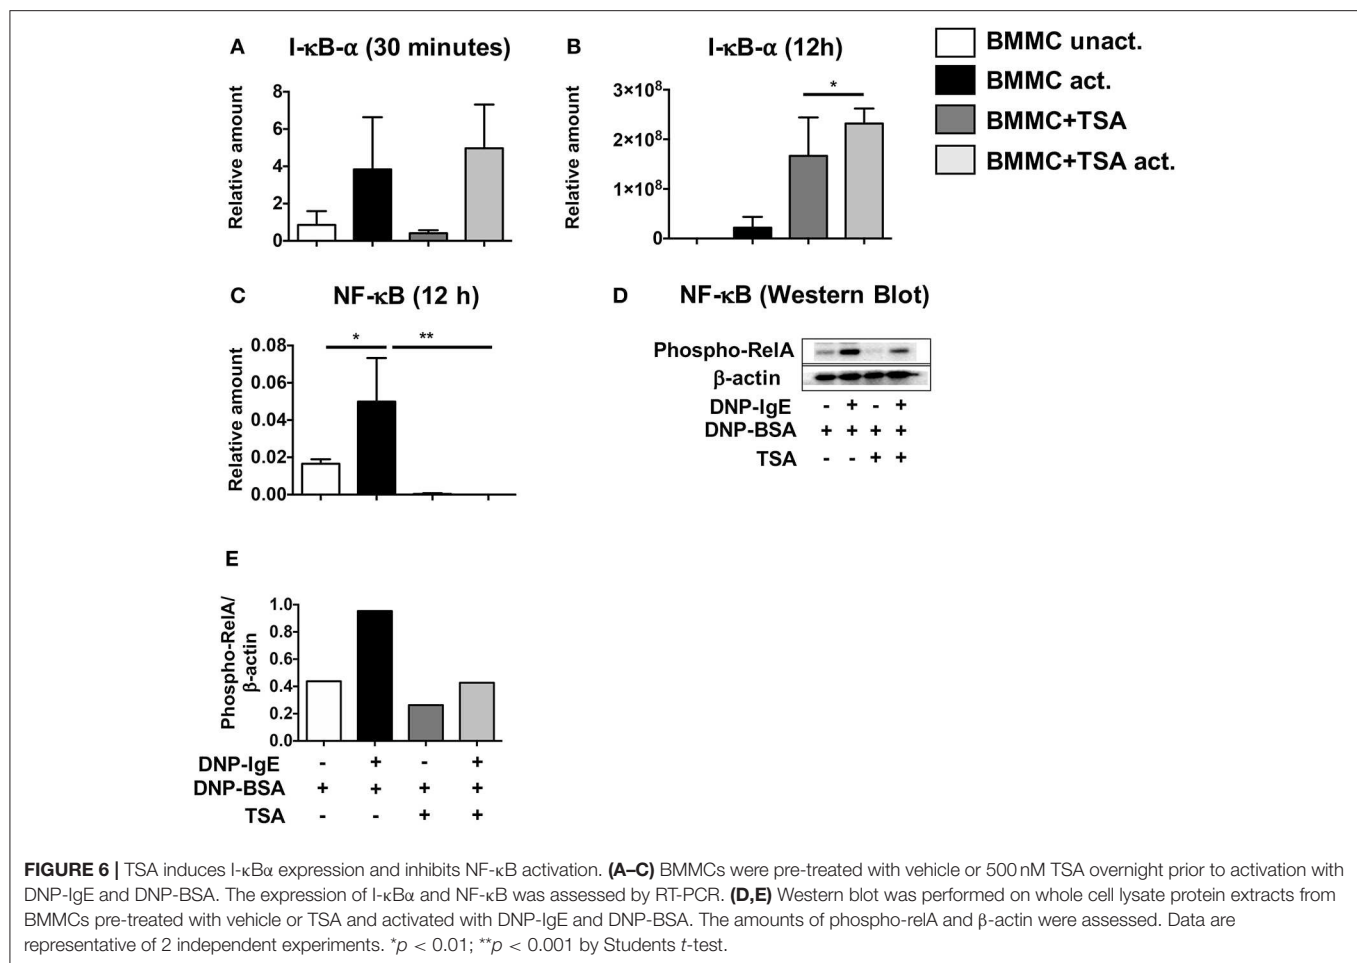 A I-κB-α (30 minutes)
Relative amount
8
6
4
2
0
B I-κB-α (12h)
Relative amount
3×10⁸
2×10⁸
1×10⁸
0
*
BMMC unact.
BMMC act.
BMMC+TSA
BMMC+TSA act.
C NF-κB (12 h)
Relative amount
0.08
0.06
0.04
0.02
0.00
* **
D NF-κB (Western Blot)
Phospho-RelA
β-actin
DNP-IgE - + - +
DNP-BSA + + + +
TSA - - + +
E
Phospho-RelA/
β-actin
1.0
0.8
0.6
0.4
0.2
0.0
DNP-IgE - + - +
DNP-BSA + + + +
TSA - - + +
FIGURE 6 | TSA induces I-κBα expression and inhibits NF-κB activation. (A–C) BMMCs were pre-treated with vehicle or 500 nM TSA overnight prior to activation with
DNP-IgE and DNP-BSA. The expression of I-κBα and NF-κB was assessed by RT-PCR. (D,E) Western blot was performed on whole cell lysate protein extracts from
BMMCs pre-treated with vehicle or TSA and activated with DNP-IgE and DNP-BSA. The amounts of phospho-relA and β-actin were assessed. Data are
representative of 2 independent experiments. *p < 0.01; **p < 0.001 by Students t-test.